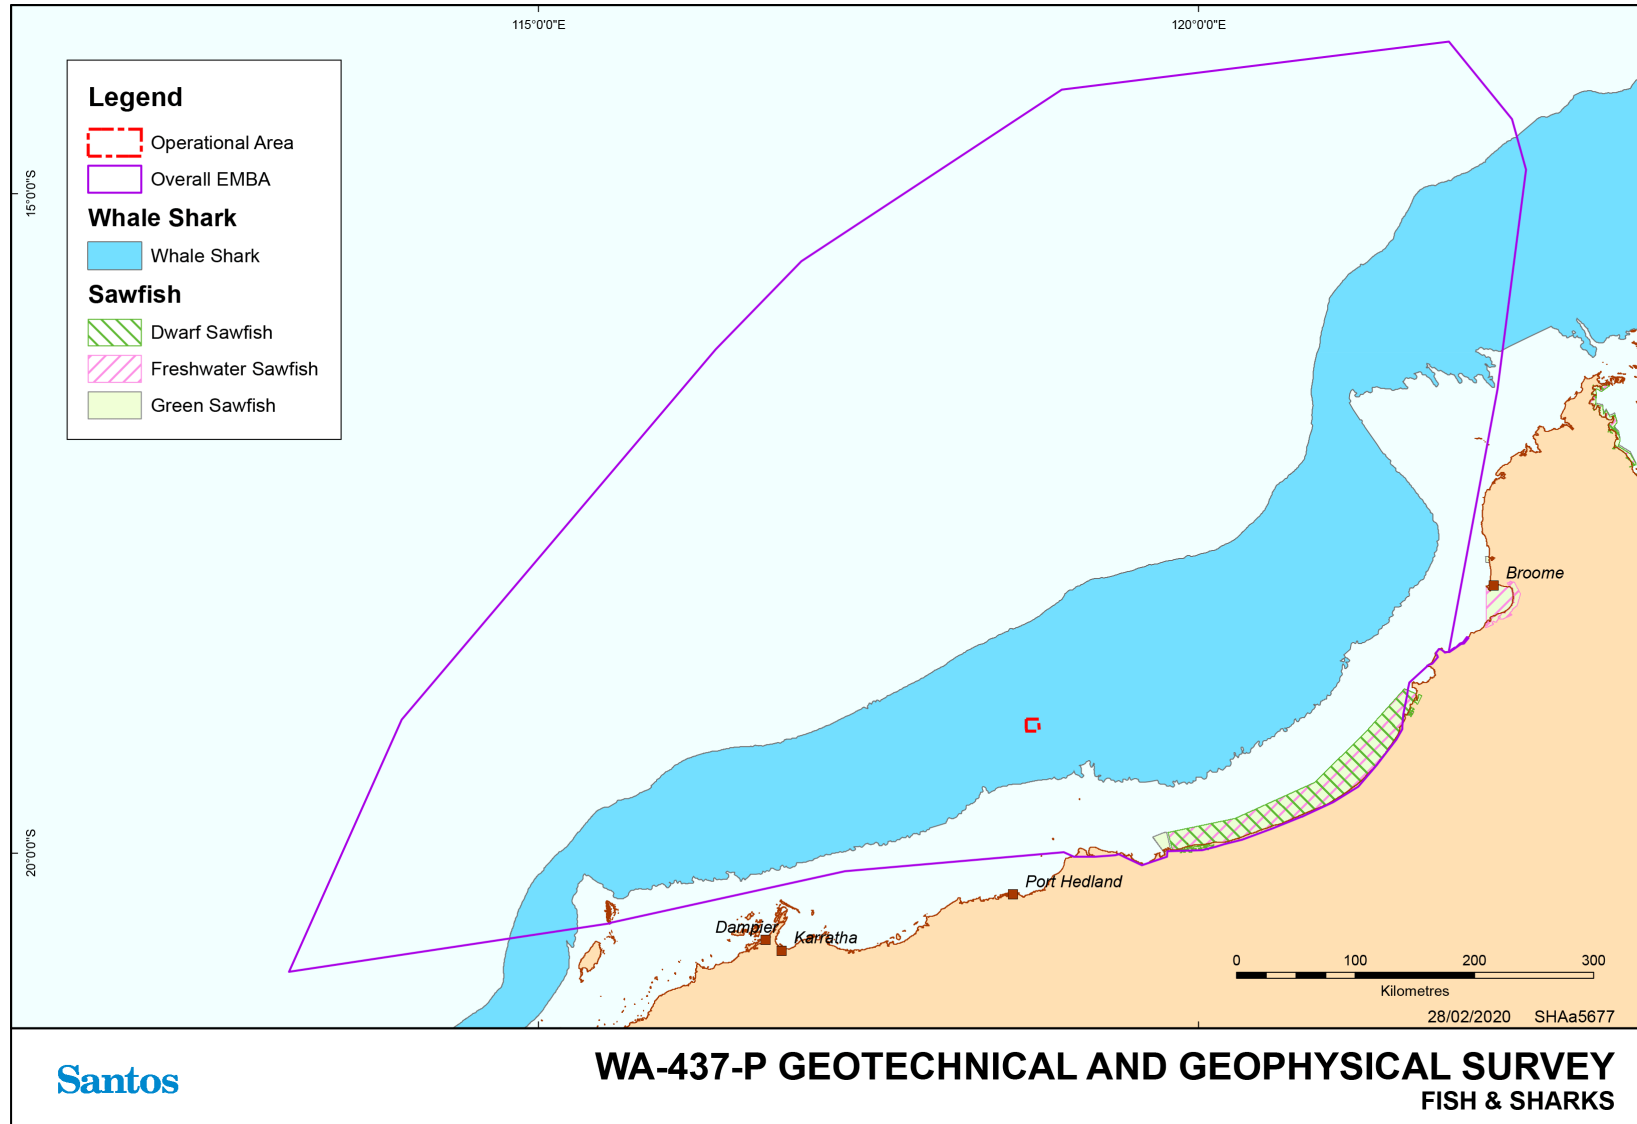 115°0'0"E
120°0'0"E
15°0'0"S
20°0'0"S
Legend
Operational Area
Overall EMBA
Whale Shark
Whale Shark
Sawfish
Dwarf Sawfish
Freshwater Sawfish
Green Sawfish
Broome
Port Hedland
Dampier
Karratha
0 100 200 300
Kilometres
28/02/2020 SHAa5677
Santos
WA-437-P GEOTECHNICAL AND GEOPHYSICAL SURVEY
FISH & SHARKS